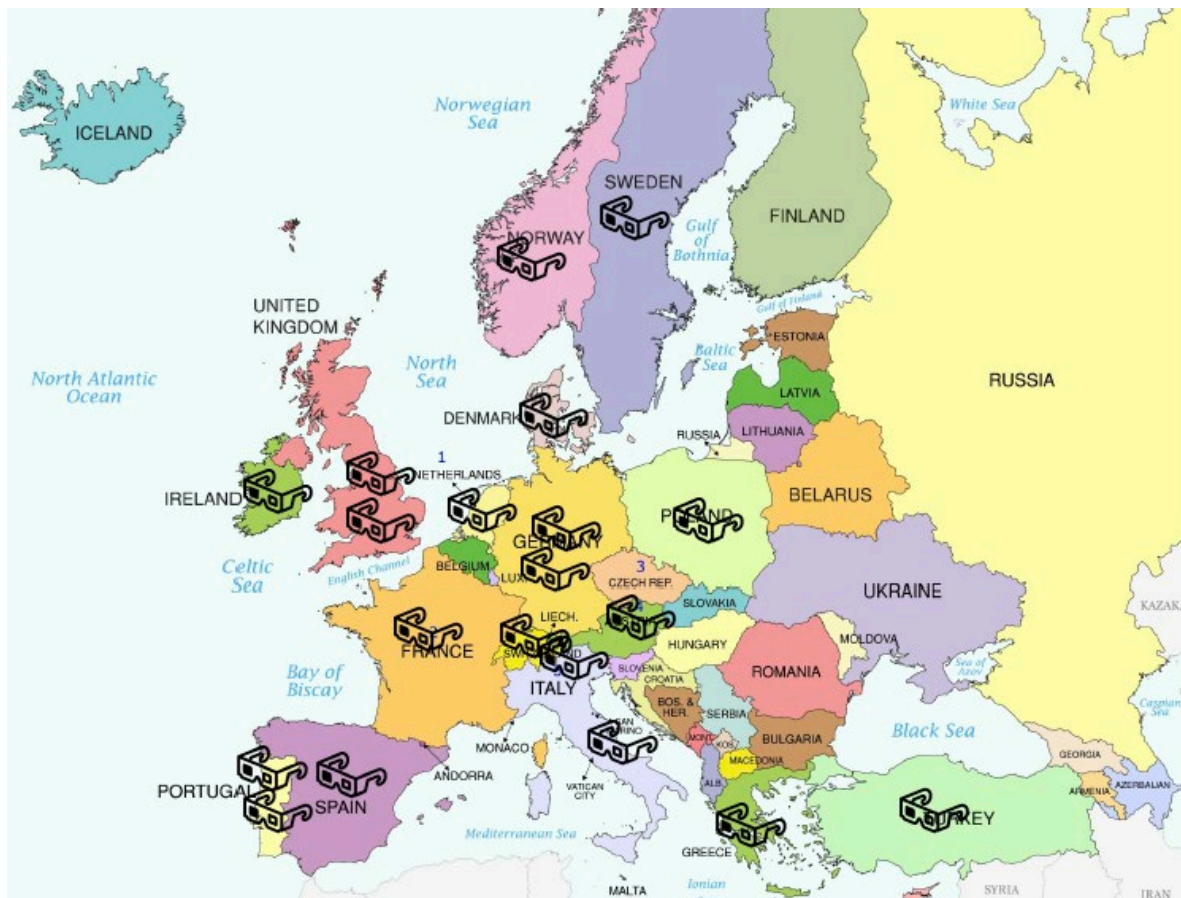 ICELAND
Norwegian
Sea
White Sea
SWEDEN
FINLAND
NORWAY
Gulf
of
Bothnia
UNITED
KINGDOM
Gulf of Finland
ESTONIA
North Atlantic
Ocean
North
Sea
Baltic
Sea
RUSSIA
LATVIA
DENMARK
LITHUANIA
RUSSIA
1
NETHERLANDS
IRELAND
BELARUS
POLAND
GERMANY
Celtic
Sea
English Channel
BELGIUM
LUX.
3
CZECH REP.
UKRAINE
KAZAK
SLOVAKIA
4
LIECH.
FRANCE
HUNGARY
MOLDOVA
SLOVENIA
CROATIA
Bay of
Biscay
ITALY
ROMANIA
Sea of
Azov
BOS. &
HER.
SERBIA
Caspian
Sea
MONACO
MONT.
KOS.
BULGARIA
Black Sea
GEORGIA
ANDORRA
VATICAN
CITY
MACEDONIA
ALB.
ARMENIA
AZERBAIJAN
PORTUGAL
SPAIN
TURKEY
Mediterranean Sea
GREECE
MALTA
Ionian
SYRIA
IRAN